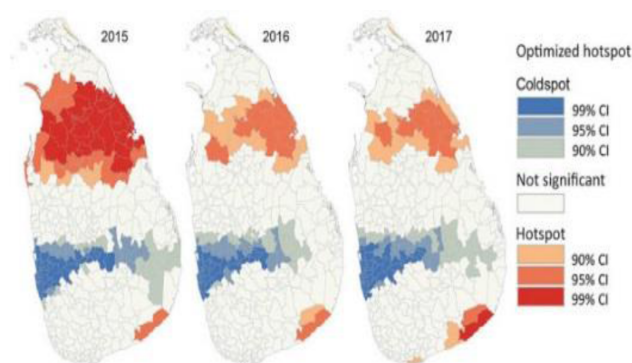 2015
2016
2017
Optimized hotspot
Coldspot
99% CI
95% CI
90% CI
Not significant
Hotspot
90% CI
95% CI
99% CI